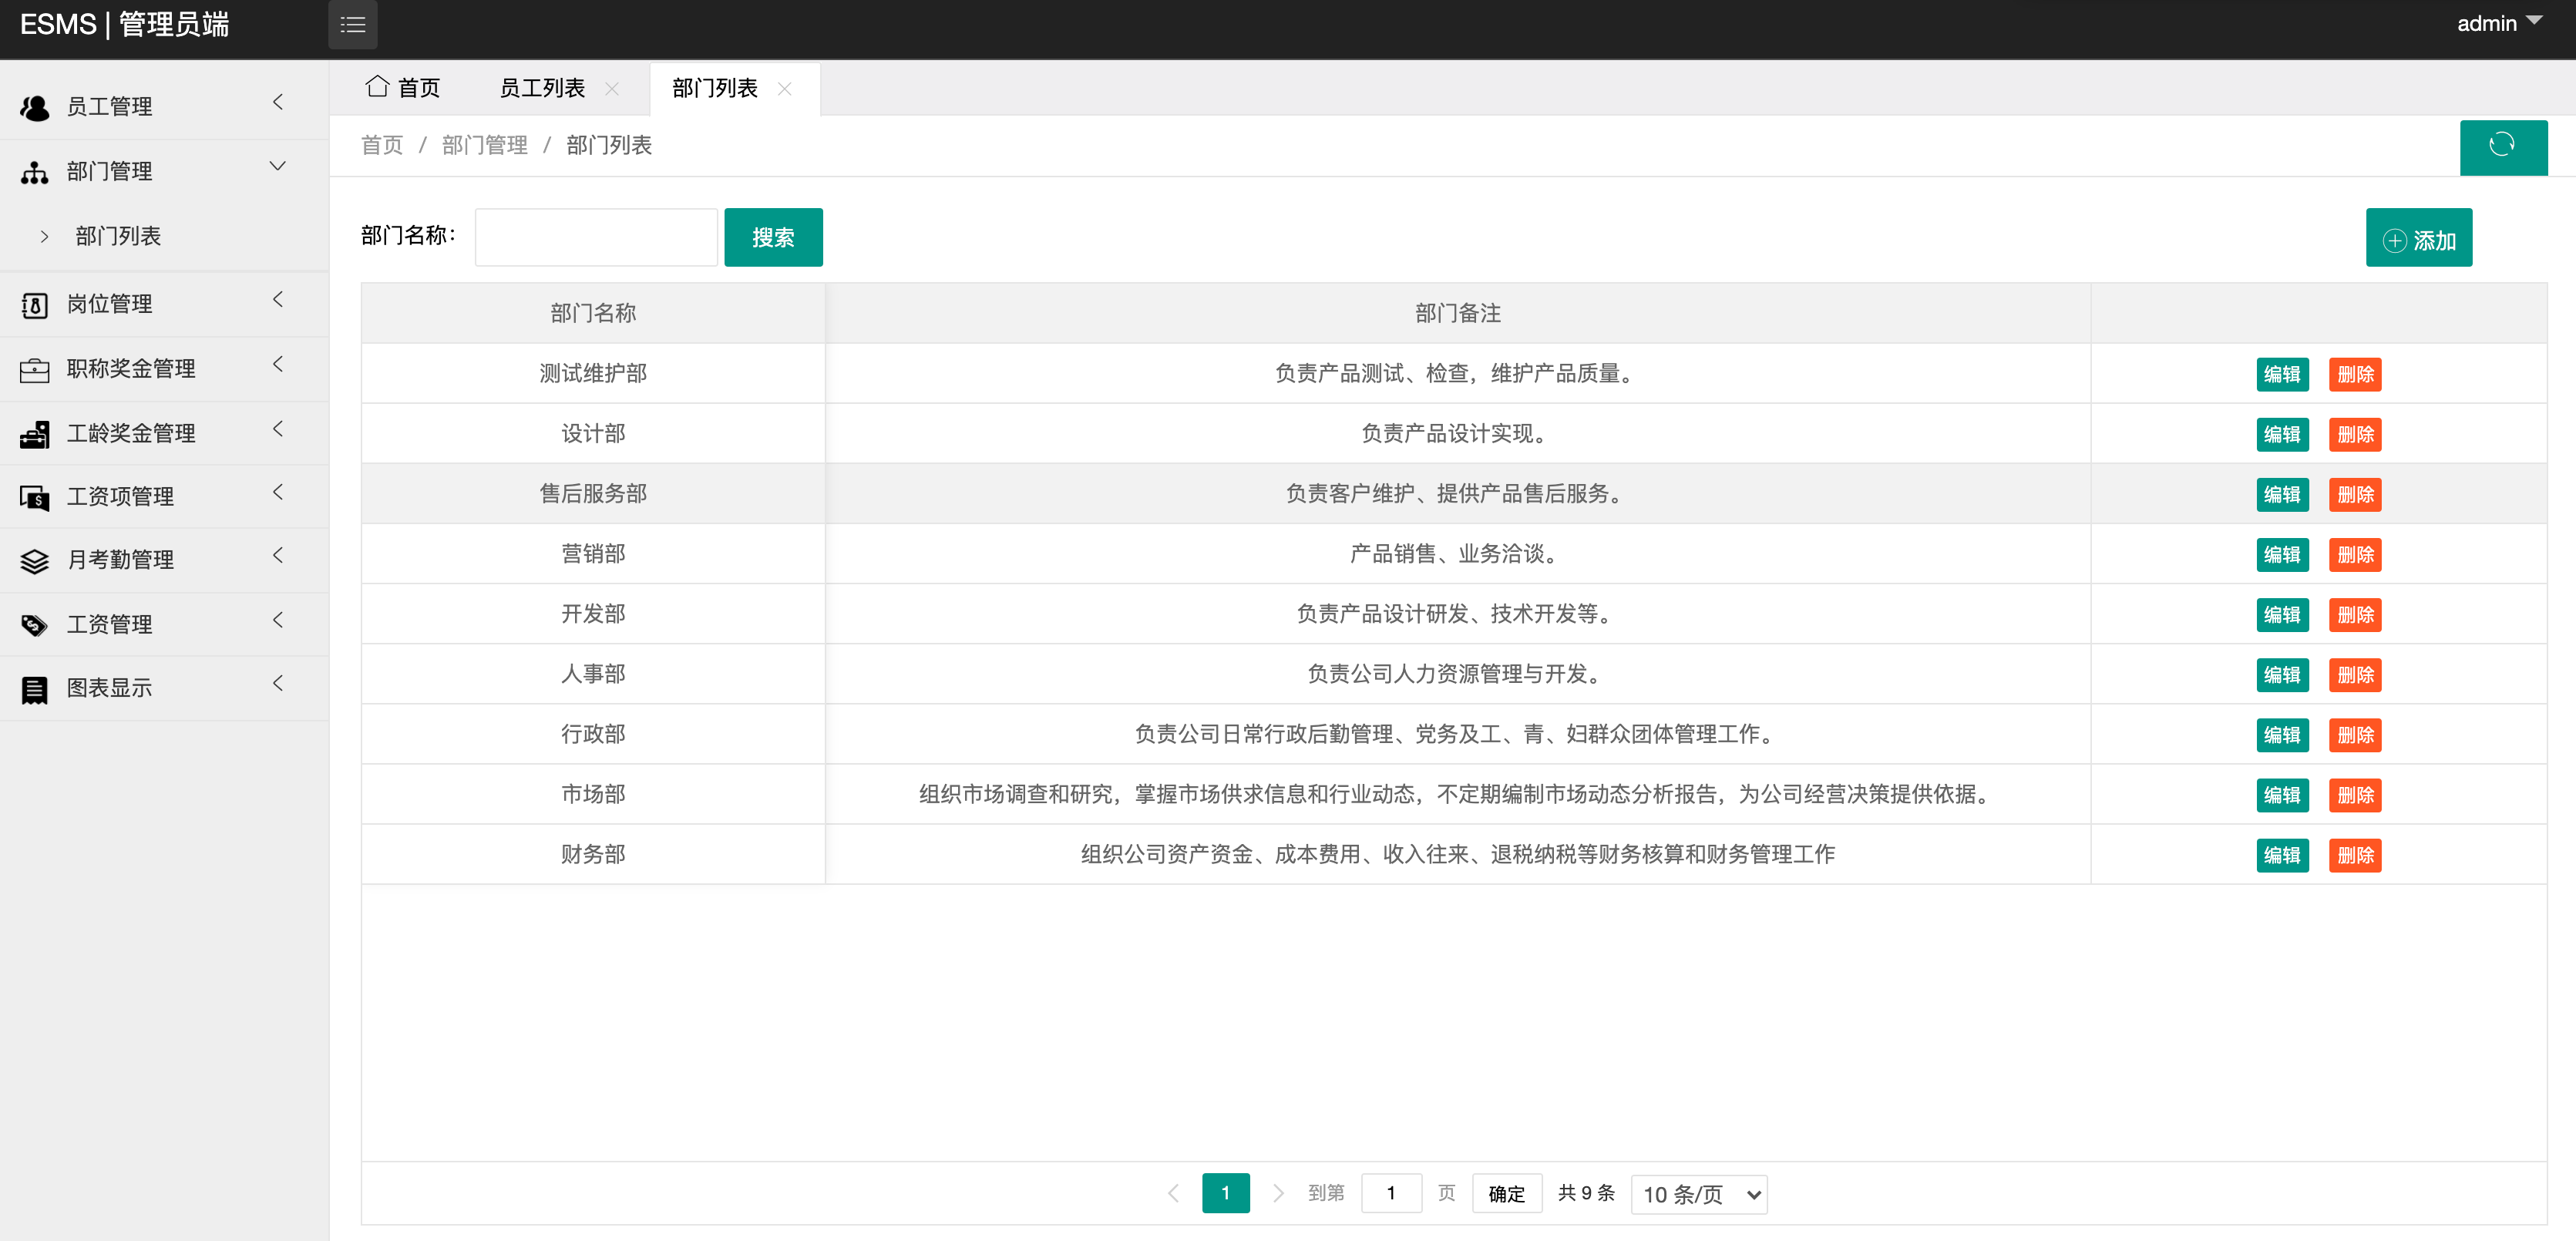 ESMS | 管理员端
admin
员工管理
部门管理
部门列表
岗位管理
职称奖金管理
工龄奖金管理
工资项管理
月考勤管理
工资管理
图表显示
首页 员工列表 部门列表
首页 / 部门管理 / 部门列表
部门名称： 搜索 添加
部门名称 部门备注
测试维护部 负责产品测试、检查，维护产品质量。 编辑 删除
设计部 负责产品设计实现。 编辑 删除
售后服务部 负责客户维护、提供产品售后服务。 编辑 删除
营销部 产品销售、业务洽谈。 编辑 删除
开发部 负责产品设计研发、技术开发等。 编辑 删除
人事部 负责公司人力资源管理与开发。 编辑 删除
行政部 负责公司日常行政后勤管理、党务及工、青、妇群众团体管理工作。 编辑 删除
市场部 组织市场调查和研究，掌握市场供求信息和行业动态，不定期编制市场动态分析报告，为公司经营决策提供依据。 编辑 删除
财务部 组织公司资产资金、成本费用、收入往来、退税纳税等财务核算和财务管理工作 编辑 删除
1 到第 1 页 确定 共 9 条 10 条/页